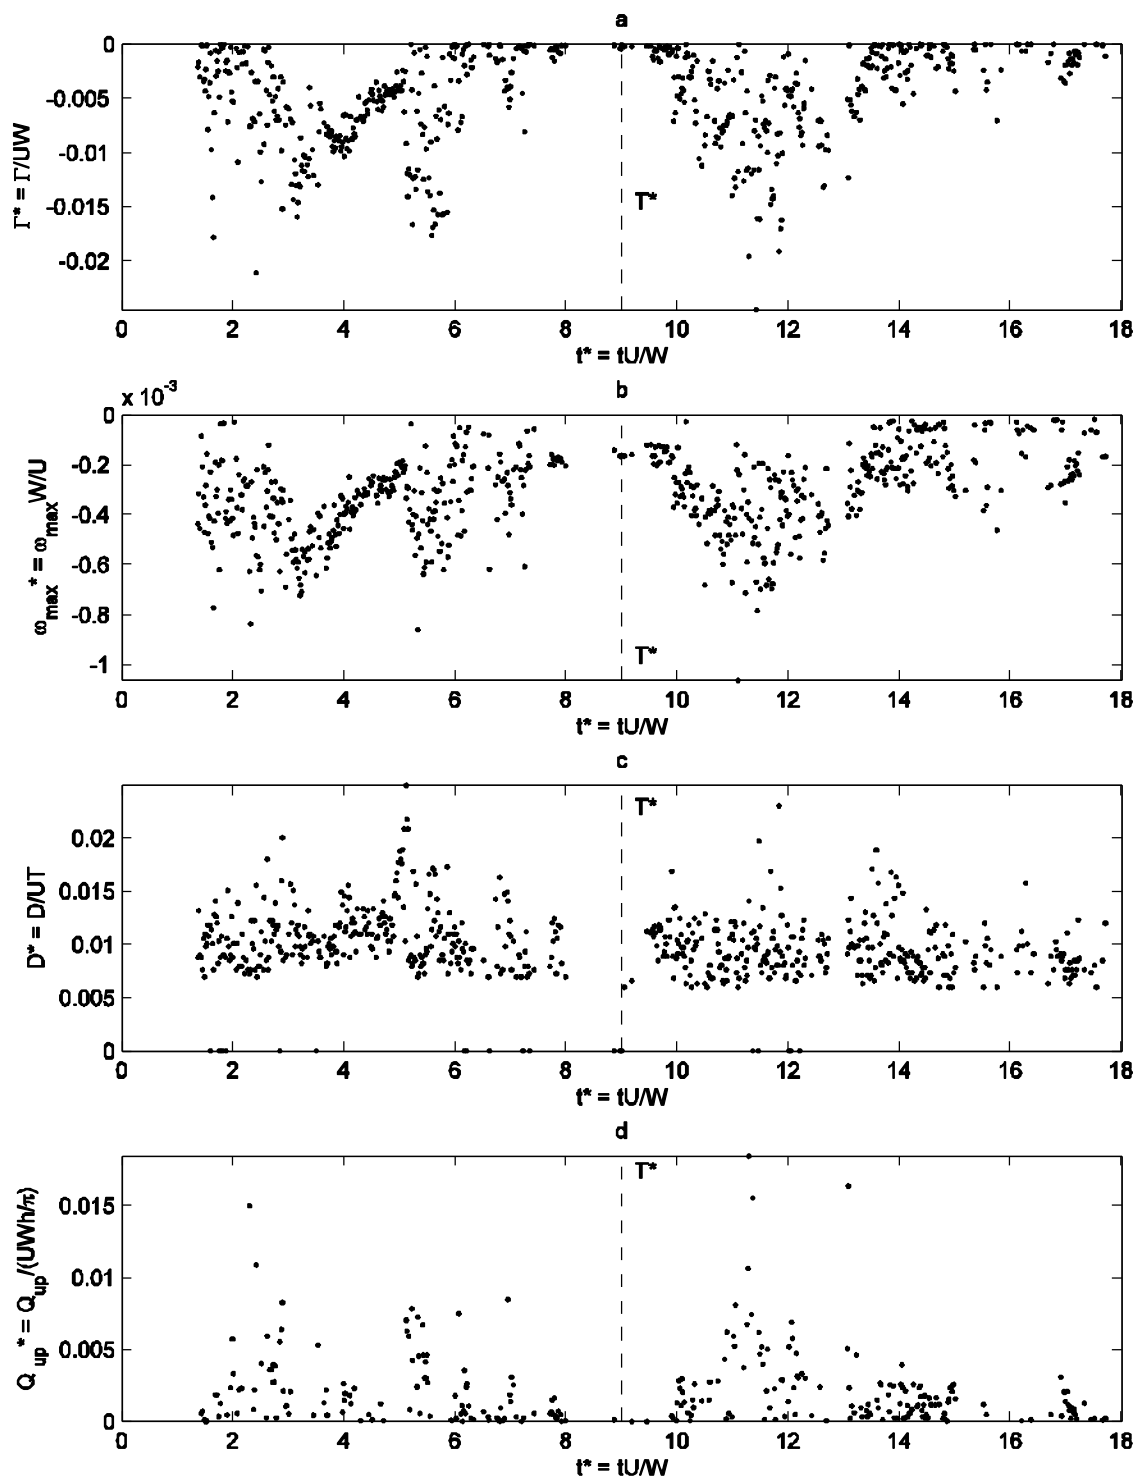 a
0
-0.005
-0.01
-0.015
-0.02
Γ* = Γ/UW
T*
0 2 4 6 8 10 12 14 16 18
t* = tU/W
b
x 10⁻³
0
-0.2
-0.4
-0.6
-0.8
-1
ω_max* = ω_max W/U
T*
0 2 4 6 8 10 12 14 16 18
t* = tU/W
c
0.02
0.015
0.01
0.005
0
D* = D/UT
T*
0 2 4 6 8 10 12 14 16 18
t* = tU/W
d
0.015
0.01
0.005
0
Q_up* = Q_up/(UWh/π)
T*
0 2 4 6 8 10 12 14 16 18
t* = tU/W